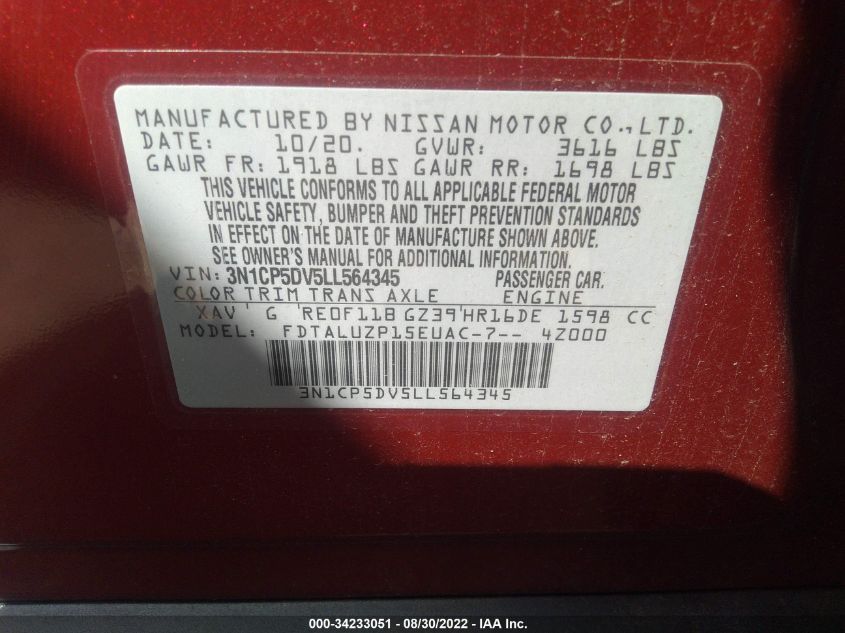 MANUFACTURED BY NISSAN MOTOR CO., LTD.
DATE: 10/20. GVWR: 3616 LBS
GAWR FR: 1918 LBS GAWR RR: 1698 LBS
THIS VEHICLE CONFORMS TO ALL APPLICABLE FEDERAL MOTOR
VEHICLE SAFETY, BUMPER AND THEFT PREVENTION STANDARDS
IN EFFECT ON THE DATE OF MANUFACTURE SHOWN ABOVE.
SEE OWNER'S MANUAL FOR ADDITIONAL INFORMATION.
VIN: 3N1CP5DV5LL564345 PASSENGER CAR.
COLOR TRIM TRANS AXLE ENGINE
XAV ' G 'RE0F11B GZ39'HR16DE 1598 CC
MODEL: FDTALUZP15EUAC-7-- 4Z000
3N1CP5DV5LL564345
000-34233051 - 08/30/2022 - IAA Inc.